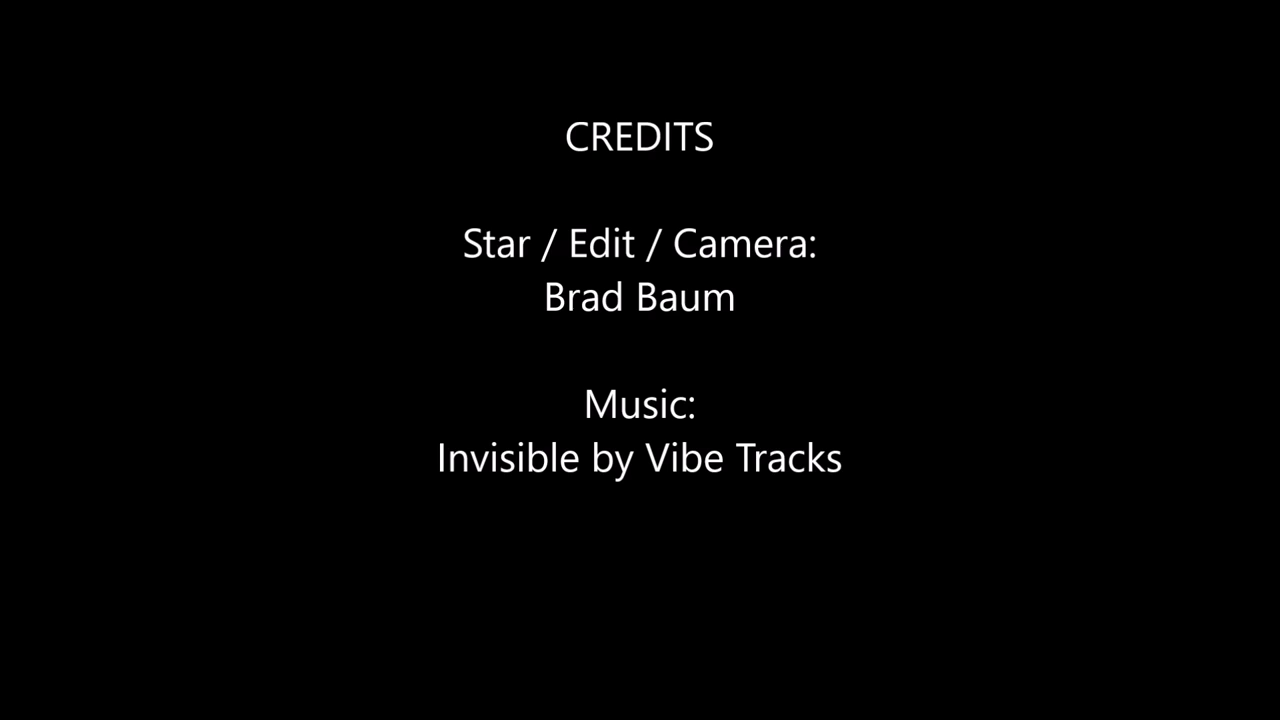 CREDITS
Star / Edit / Camera:
Brad Baum
Music:
Invisible by Vibe Tracks